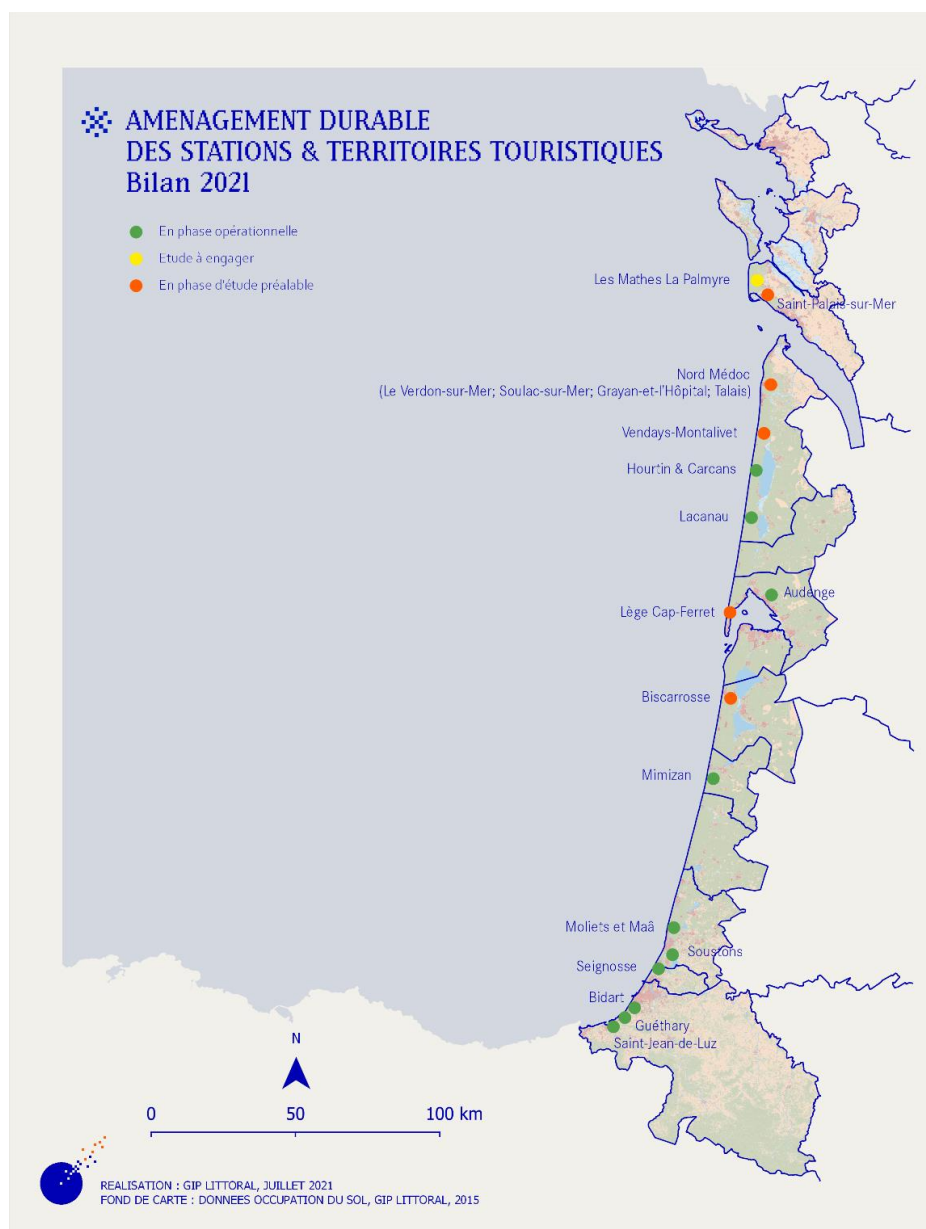 AMENAGEMENT DURABLE
DES STATIONS & TERRITOIRES TOURISTIQUES
Bilan 2021
En phase opérationnelle
Etude à engager
En phase d'étude préalable
Les Mathes La Palmyre
Saint-Palais-sur-Mer
Nord Médoc
(Le Verdon-sur-Mer; Soulac-sur-Mer; Grayan-et-l'Hôpital; Talais)
Vendays-Montalivet
Hourtin & Carcans
Lacanau
Audenge
Lège Cap-Ferret
Biscarrosse
Mimizan
Moliets et Maâ
Soustons
Seignosse
Bidart
Guéthary
Saint-Jean-de-Luz
N
0 50 100 km
REALISATION : GIP LITTORAL, JUILLET 2021
FOND DE CARTE : DONNEES OCCUPATION DU SOL, GIP LITTORAL, 2015